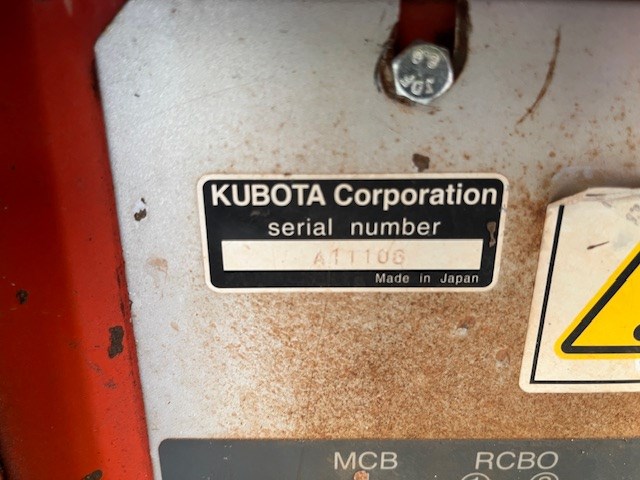 KUBOTA Corporation
serial number
A11106
Made in Japan
MCB RCBO